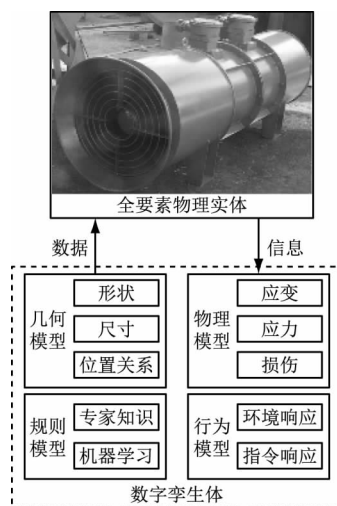 全要素物理实体
数据
信息
几何
模型
形状
尺寸
位置关系
物理
模型
应变
应力
损伤
规则
模型
专家知识
机器学习
行为
模型
环境响应
指令响应
数字孪生体